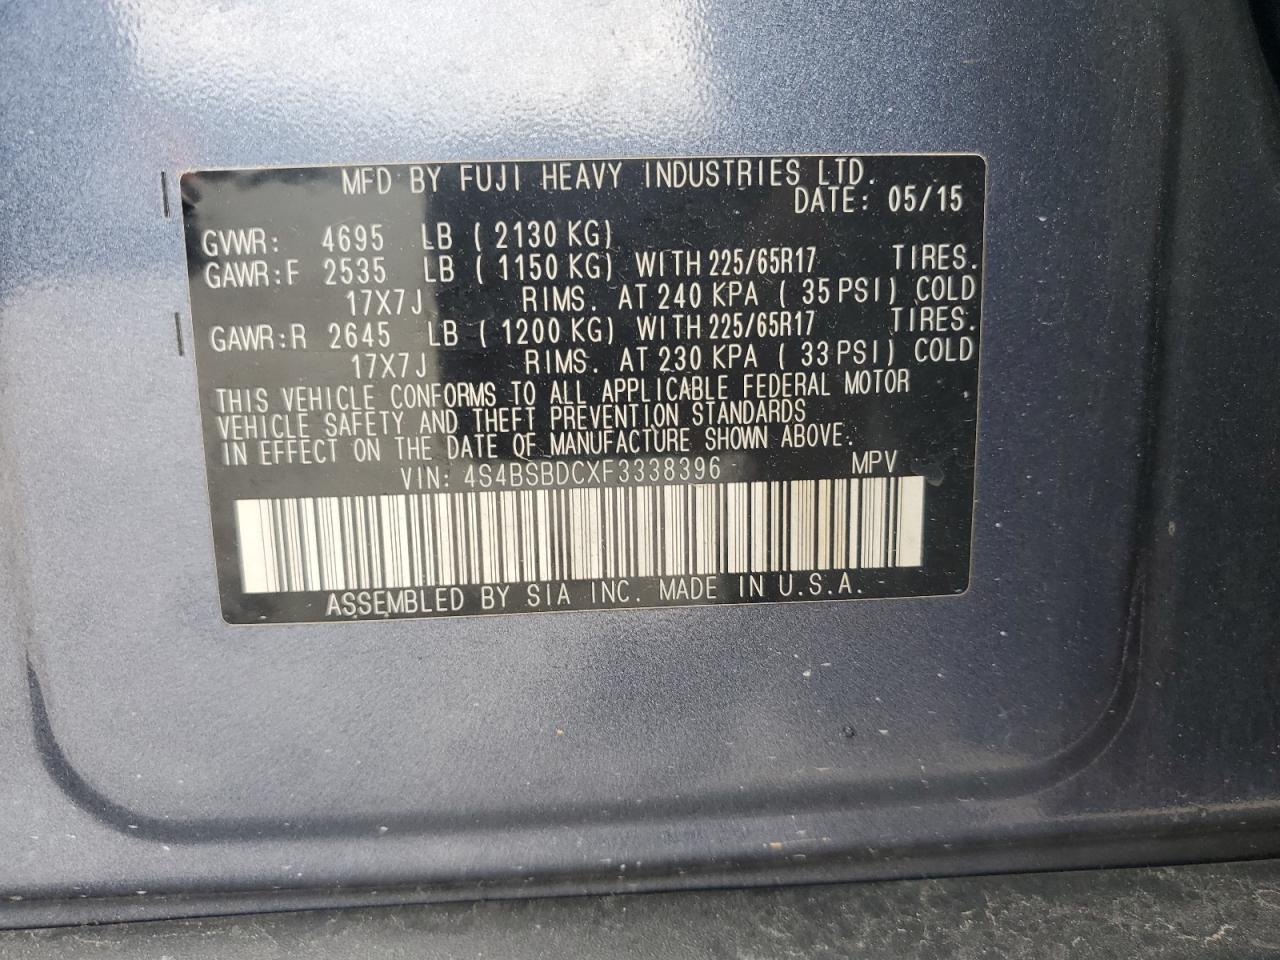 MFD BY FUJI HEAVY INDUSTRIES LTD.
DATE: 05/15
GVWR: 4695 LB ( 2130 KG)
GAWR:F 2535 LB ( 1150 KG) WITH 225/65R17 TIRES.
17X7J RIMS. AT 240 KPA ( 35 PSI) COLD
GAWR:R 2645 LB ( 1200 KG) WITH 225/65R17 TIRES.
17X7J RIMS. AT 230 KPA ( 33 PSI) COLD
THIS VEHICLE CONFORMS TO ALL APPLICABLE FEDERAL MOTOR
VEHICLE SAFETY AND THEFT PREVENTION STANDARDS
IN EFFECT ON THE DATE OF MANUFACTURE SHOWN ABOVE.
VIN: 4S4BSBDCXF3338396 MPV
ASSEMBLED BY SIA INC. MADE IN U.S.A.